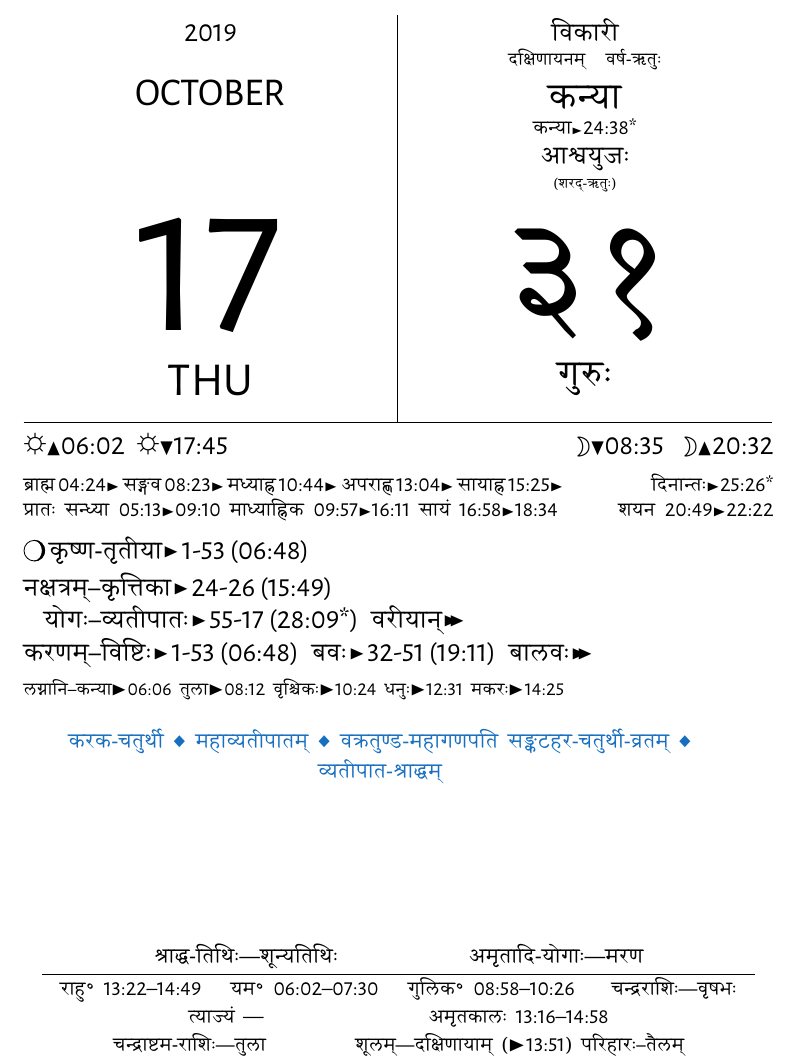 2019
OCTOBER
17
THU
विकारी
दक्षिणायनम् वर्ष-ऋतुः
कन्या
कन्या►24:38*
आश्वयुजः
(शरद्-ऋतुः)
३१
गुरुः
☼▲06:02 ☼▼17:45 ☽▼08:35 ☽▲20:32
ब्राह्म 04:24► सङ्गव 08:23► मध्याह्न 10:44► अपराह्ण 13:04► सायाह्न 15:25► दिनान्तः►25:26*
प्रातः सन्ध्या 05:13►09:10 माध्याह्निक 09:57►16:11 सायं 16:58►18:34 शयन 20:49►22:22
❍कृष्ण-तृतीया►1-53 (06:48)
नक्षत्रम्–कृत्तिका►24-26 (15:49)
योगः–व्यतीपातः►55-17 (28:09*) वरीयान्►►
करणम्–विष्टिः►1-53 (06:48) बवः►32-51 (19:11) बालवः►►
लग्नानि–कन्या►06:06 तुला►08:12 वृश्चिकः►10:24 धनुः►12:31 मकरः►14:25
करक-चतुर्थी ◆ महाव्यतीपातम् ◆ वक्रतुण्ड-महागणपति सङ्कटहर-चतुर्थी-व्रतम् ◆
व्यतीपात-श्राद्धम्
श्राद्ध-तिथिः—शून्यतिथिः अमृतादि-योगाः—मरण
राहु° 13:22–14:49 यम° 06:02–07:30 गुलिक° 08:58–10:26 चन्द्रराशिः—वृषभः
त्याज्यं — अमृतकालः 13:16–14:58
चन्द्राष्टम-राशिः—तुला शूलम्—दक्षिणायाम् (►13:51) परिहारः–तैलम्